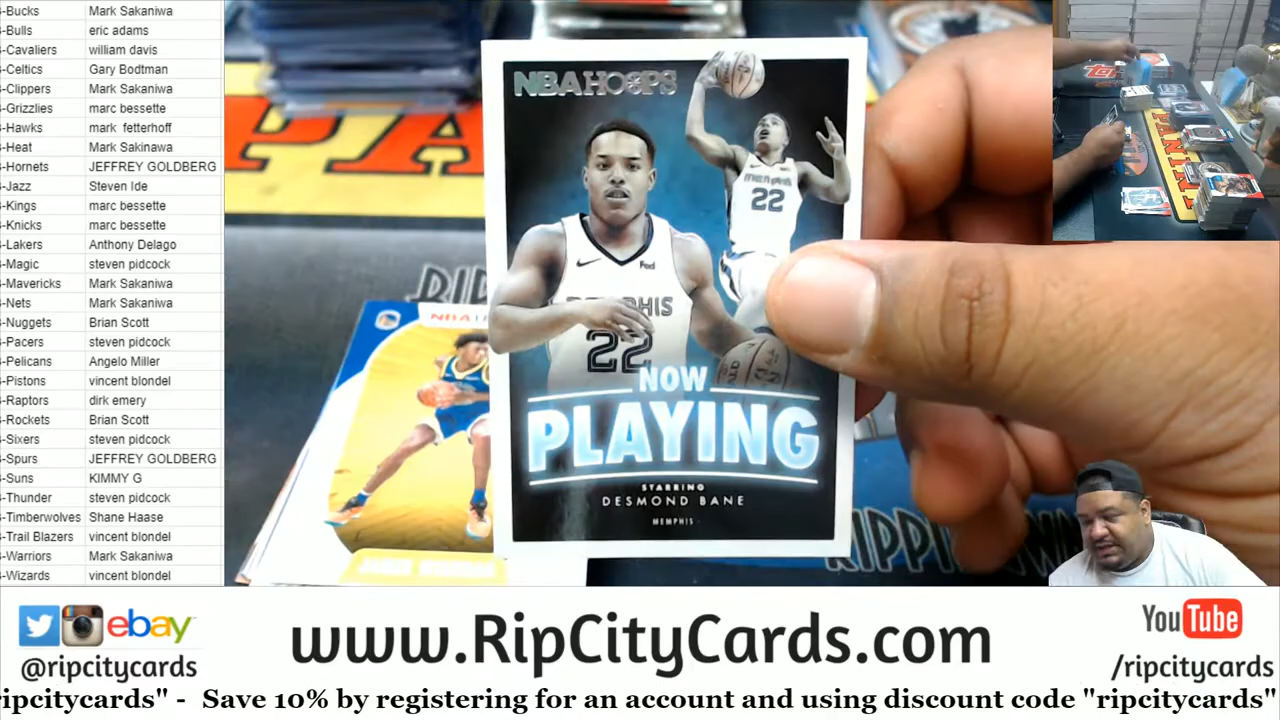 -Bucks Mark Sakaniwa
-Bulls eric adams
-Cavaliers william davis
-Celtics Gary Bodtman
-Clippers Mark Sakaniwa
-Grizzlies marc bessette
-Hawks mark fetterhoff
-Heat Mark Sakinawa
-Hornets JEFFREY GOLDBERG
-Jazz Steven Ide
-Kings marc bessette
-Knicks marc bessette
-Lakers Anthony Delago
-Magic steven pidcock
-Mavericks Mark Sakaniwa
-Nets Mark Sakaniwa
-Nuggets Brian Scott
-Pacers steven pidcock
-Pelicans Angelo Miller
-Pistons vincent blondel
-Raptors dirk emery
-Rockets Brian Scott
-Sixers steven pidcock
-Spurs JEFFREY GOLDBERG
-Suns KIMMY G
-Thunder steven pidcock
-Timberwolves Shane Haase
-Trail Blazers vincent blondel
-Warriors Mark Sakaniwa
-Wizards vincent blondel
NBA HOOPS
MEMPHIS
22
Fed
22
NOW
PLAYING
STARRING
DESMOND BANE
MEMPHIS
NBA
ebay
@ripcitycards
www.RipCityCards.com
YouTube
/ripcitycards
ripcitycards" - Save 10% by registering for an account and using discount code "ripcitycards"